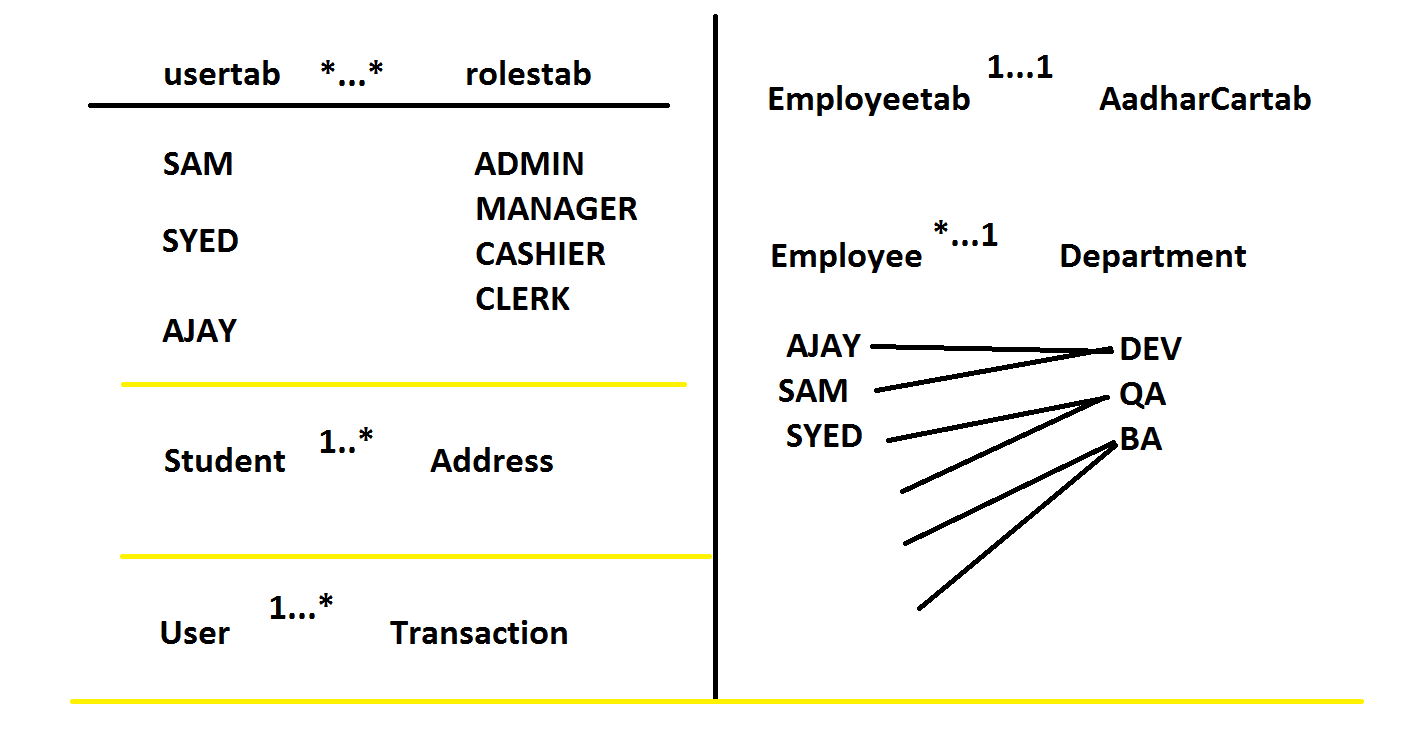 usertab *...* rolestab
SAM ADMIN
MANAGER
SYED CASHIER
CLERK
AJAY
Student 1..* Address
User 1...* Transaction
Employeetab 1...1 AadharCartab
Employee *...1 Department
AJAY DEV
SAM QA
SYED BA